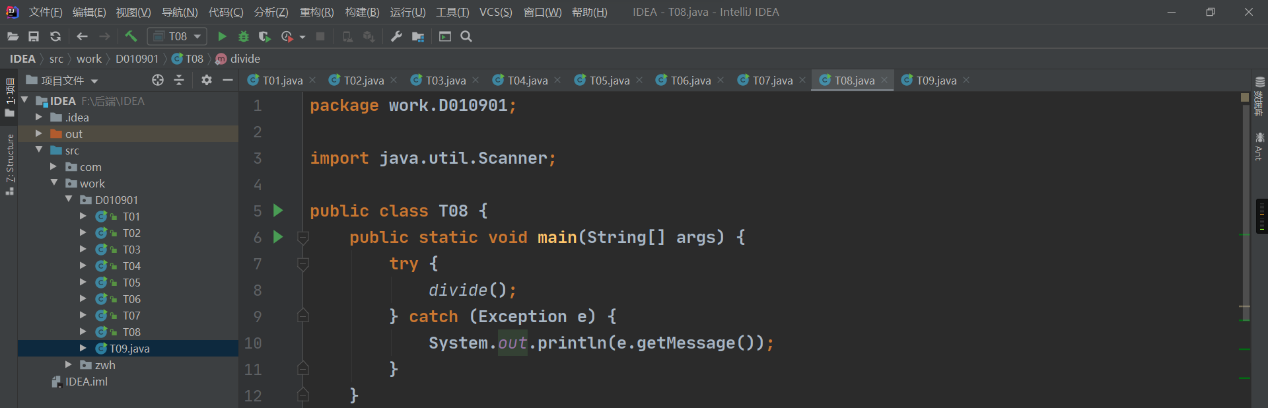 文件(F) 编辑(E) 视图(V) 导航(N) 代码(C) 分析(Z) 重构(R) 构建(B) 运行(U) 工具(T) VCS(S) 窗口(W) 帮助(H) IDEA - T08.java - IntelliJ IDEA
T08
IDEA src work D010901 T08 divide
项目文件 T01.java T02.java T03.java T04.java T05.java T06.java T07.java T08.java T09.java
1: 项目
7: Structure
IDEA F:\后端\IDEA
.idea
out
src
com
work
D010901
T01
T02
T03
T04
T05
T06
T07
T08
T09.java
zwh
IDEA.iml
1 package work.D010901;
2
3 import java.util.Scanner;
4
5 public class T08 {
6 public static void main(String[] args) {
7 try {
8 divide();
9 } catch (Exception e) {
10 System.out.println(e.getMessage());
11 }
12 }
数据库
Ant